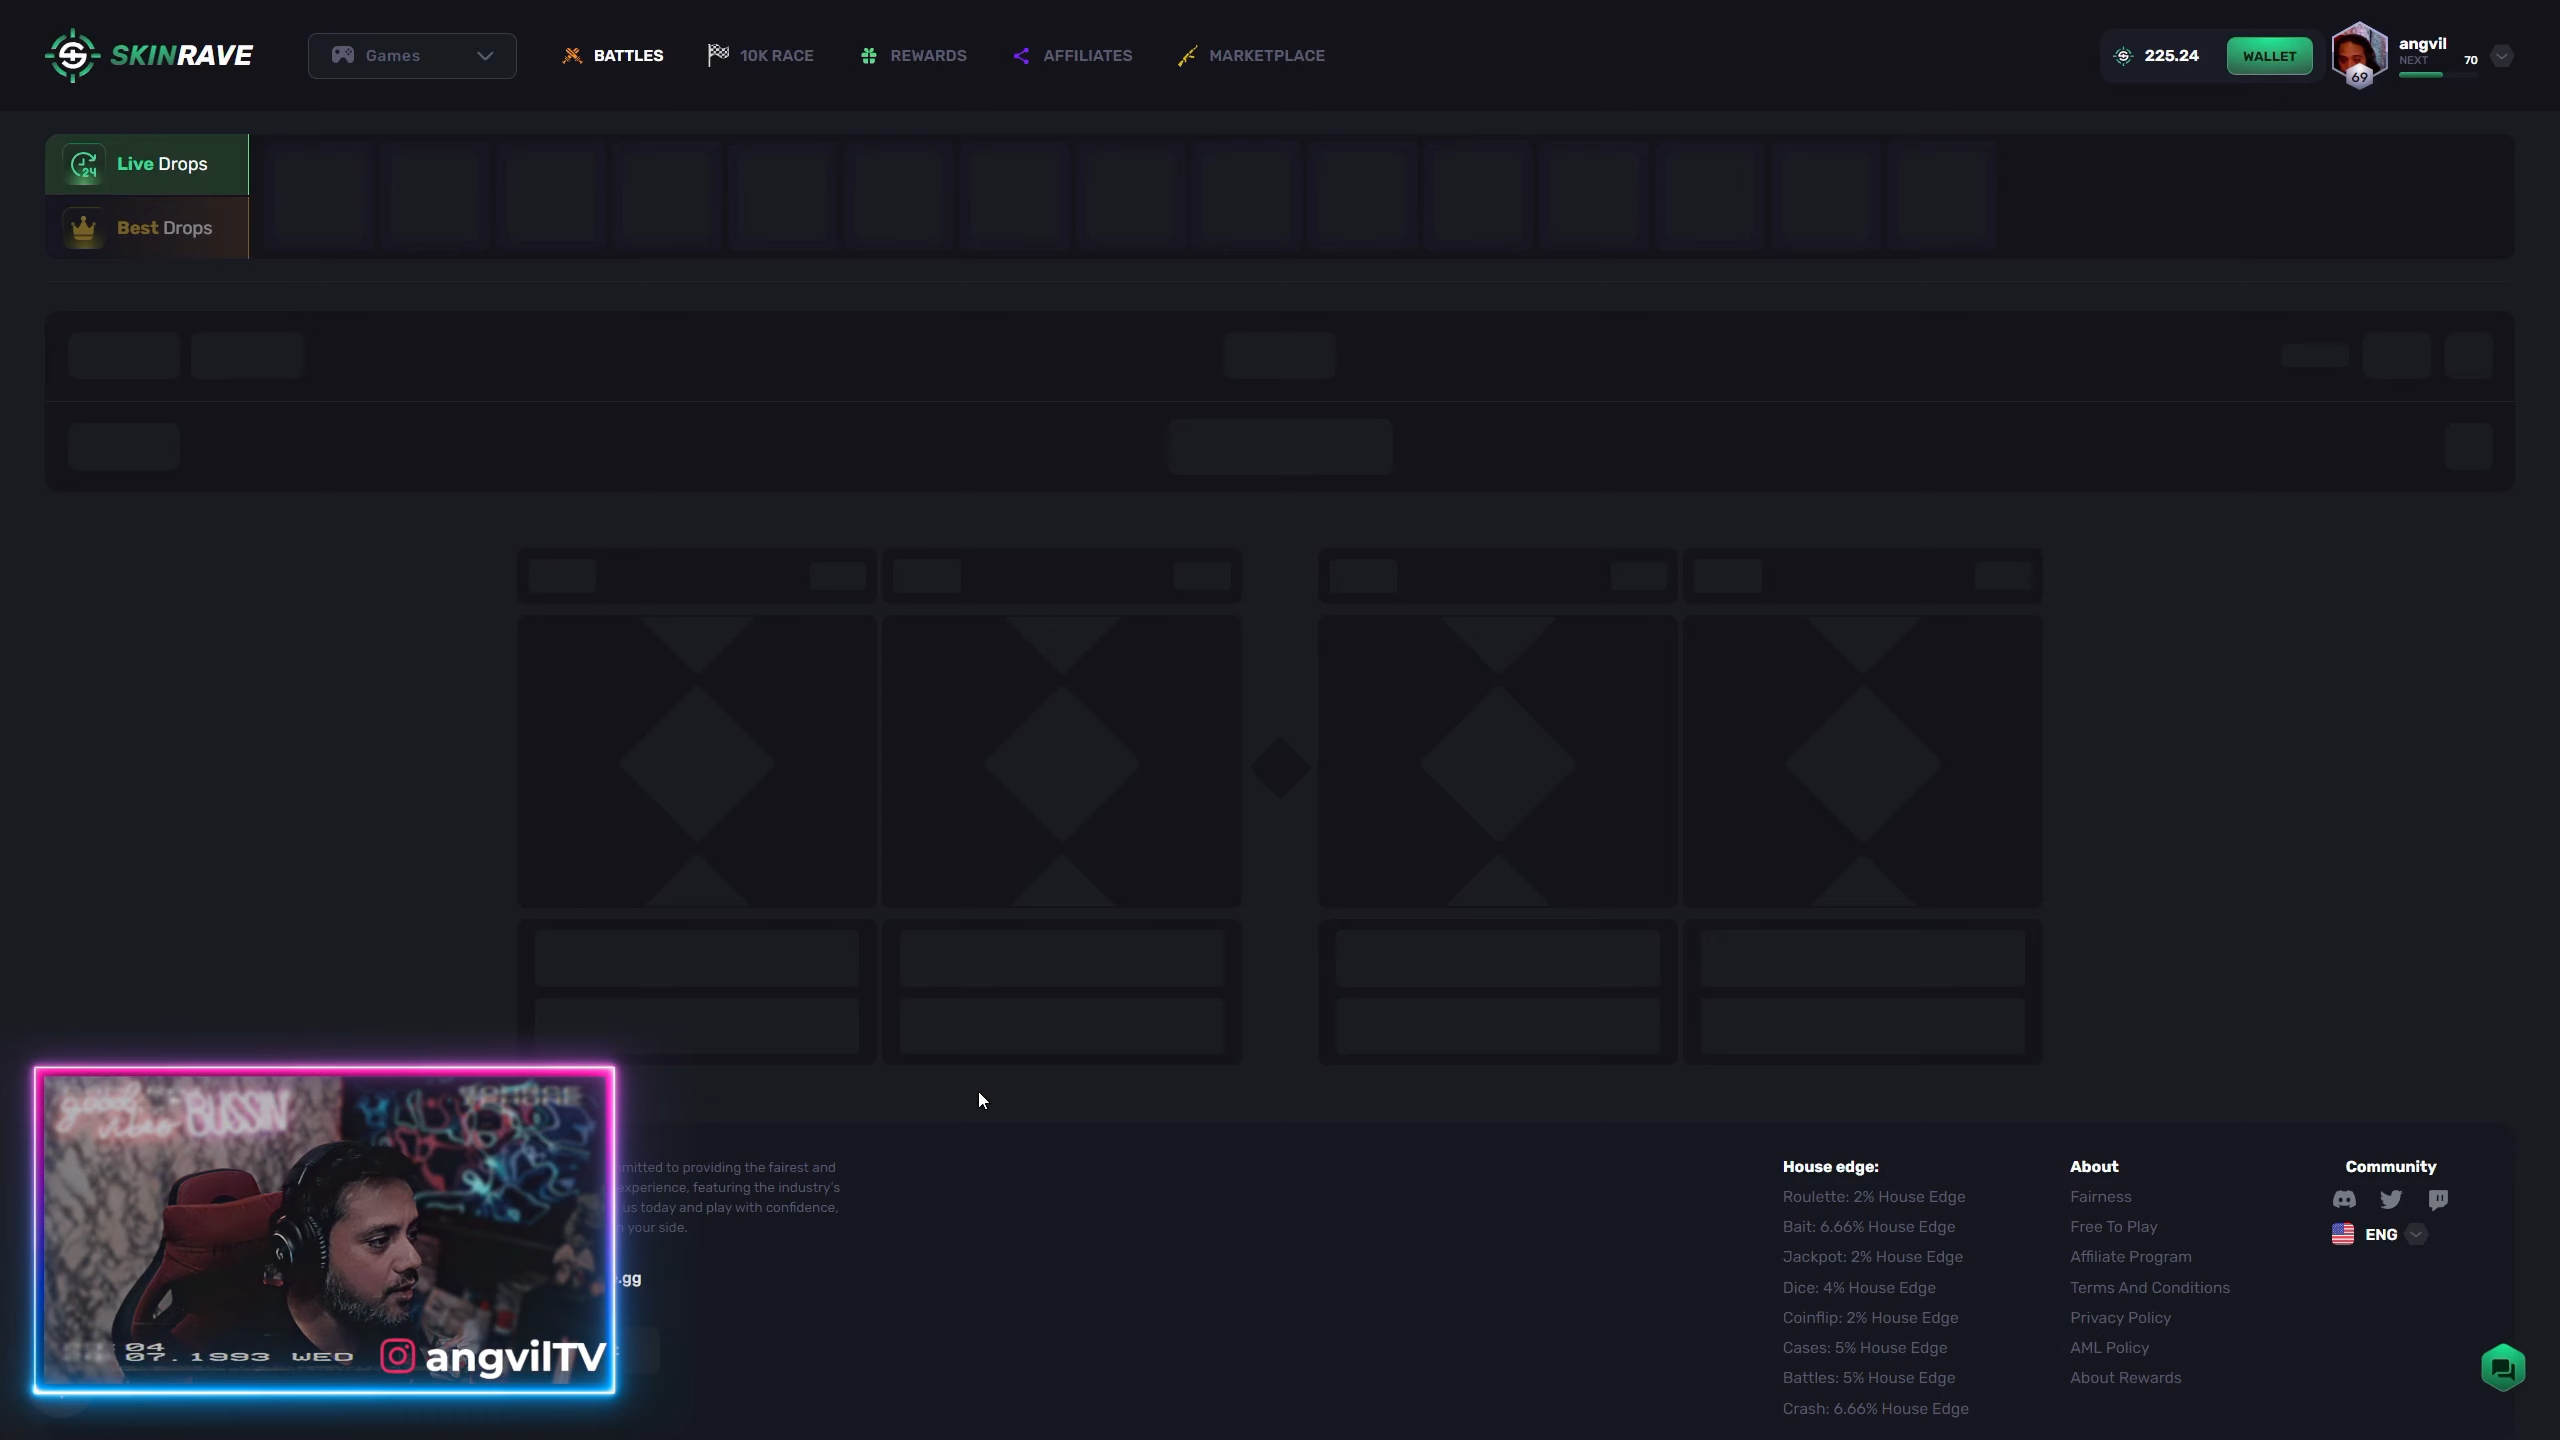 SKINRAVE
Games
BATTLES
10K RACE
REWARDS
AFFILIATES
MARKETPLACE
225.24
WALLET
69
angvil
NEXT 70
24
Live Drops
Best Drops
good
BUSSIN'
04
07.1993 WED
angvilTV
mitted to providing the fairest and
experience, featuring the industry's
us today and play with confidence,
n your side.
.gg
House edge:
Roulette: 2% House Edge
Bait: 6.66% House Edge
Jackpot: 2% House Edge
Dice: 4% House Edge
Coinflip: 2% House Edge
Cases: 5% House Edge
Battles: 5% House Edge
Crash: 6.66% House Edge
About
Fairness
Free To Play
Affiliate Program
Terms And Conditions
Privacy Policy
AML Policy
About Rewards
Community
ENG